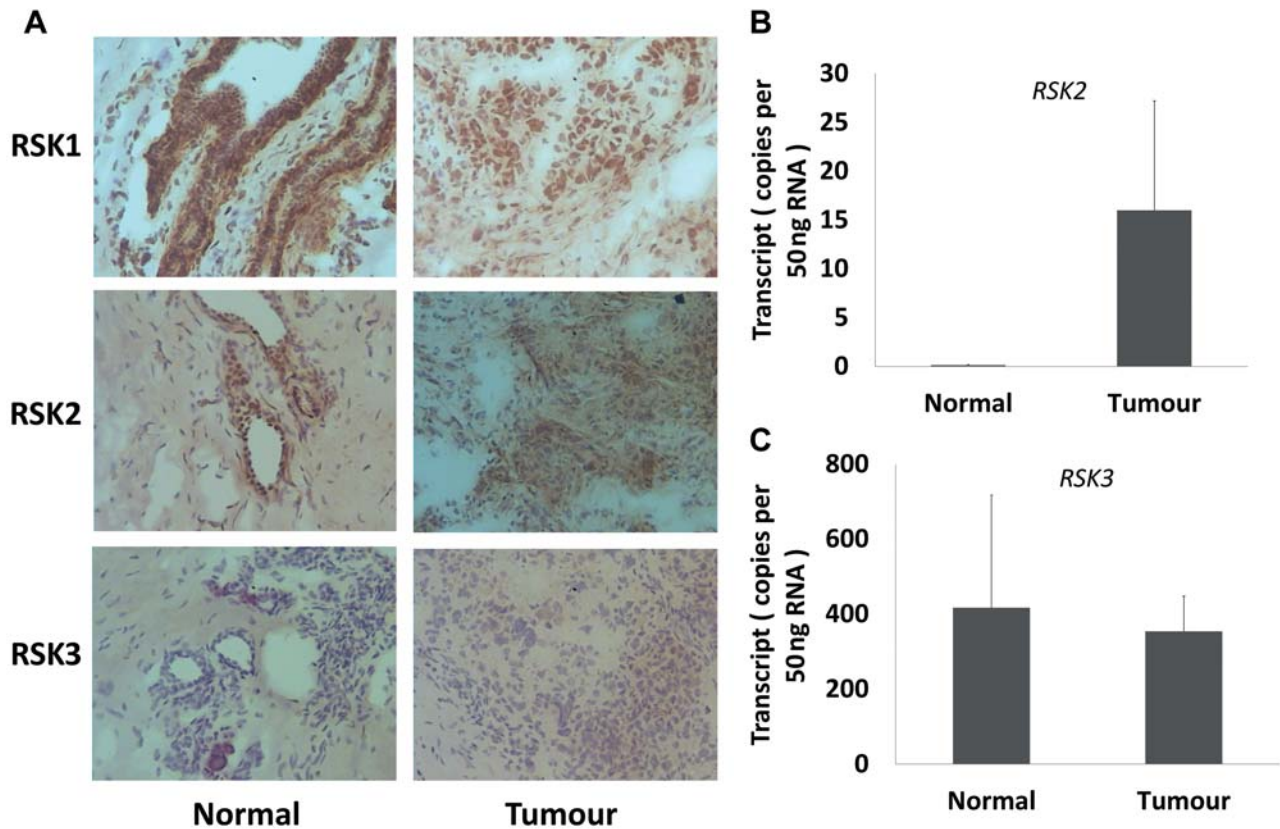 A
RSK1
RSK2
RSK3
Normal
Tumour
B
Transcript ( copies per
50ng RNA )
30
25
20
15
10
5
0
RSK2
Normal
Tumour
C
Transcript ( copies per
50ng RNA )
800
600
400
200
0
RSK3
Normal
Tumour